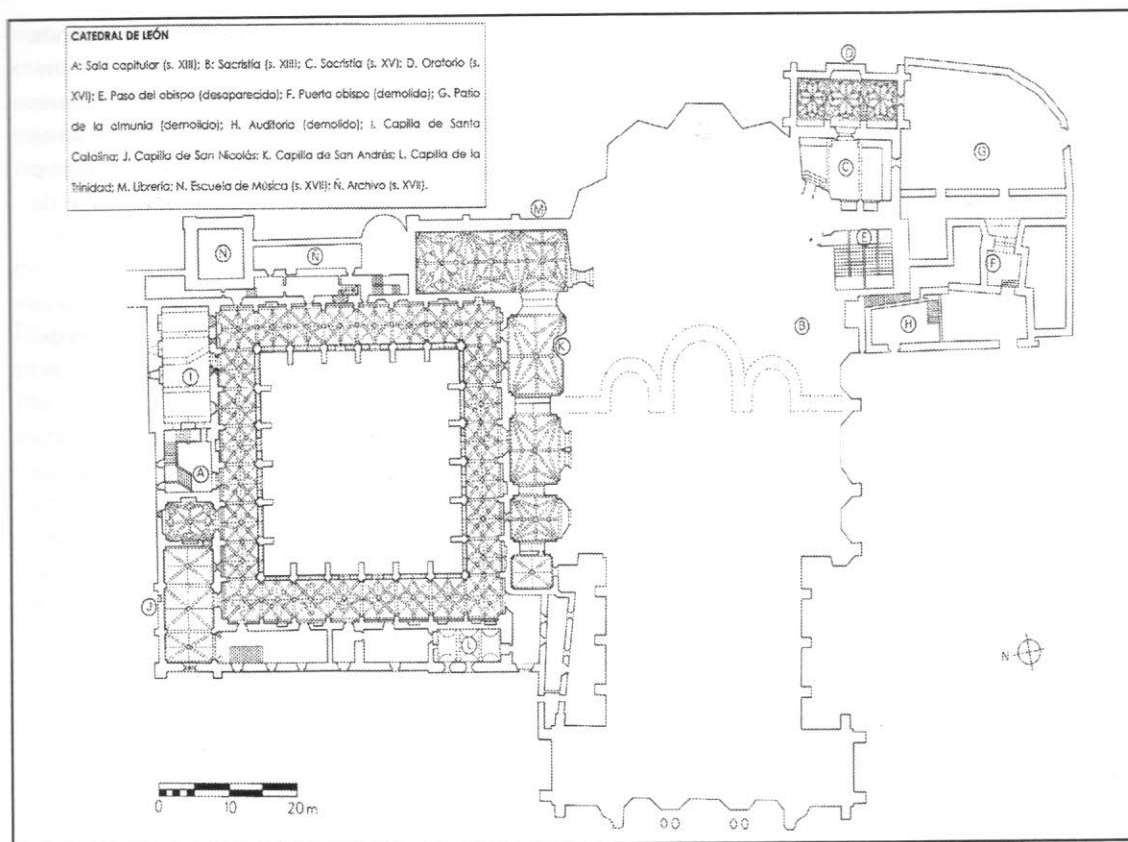 CATEDRAL DE LEÓN
A: Sala capitular (s. XIII); B: Sacristía (s. XIII); C. Sacristía (s. XV); D. Oratorio (s.
XVI); E. Paso del obispo (desaparecido); F. Puerta obispo (demolida); G. Patio
de la almunia (demolido); H. Auditoria (demolido); I. Capilla de Santa
Catalina; J. Capilla de San Nicolás; K. Capilla de San Andrés; L. Capilla de la
Trinidad; M. Librería; N. Escuela de Música (s. XVII); Ñ. Archivo (s. XVII).
D
C
G
M
N
Ñ
E
F
B
H
K
I
A
J
L
N
0 10 20 m